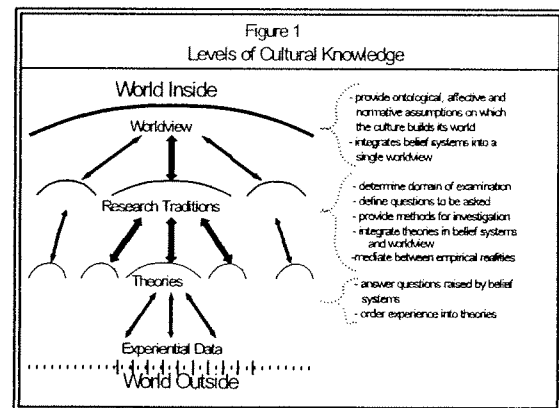 Figure 1
Levels of Cultural Knowledge
World Inside
Worldview
- provide ontological, affective and
normative assumptions on which
the culture builds its world
- integrates belief systems into a
single worldview
Research Traditions
- determine domain of examination
- define questions to be asked
- provide methods for investigation
- integrate theories in belief systems
and worldview
-mediate between empirical realities
Theories
- answer questions raised by belief
systems
- order experience into theories
Experiential Data
World Outside